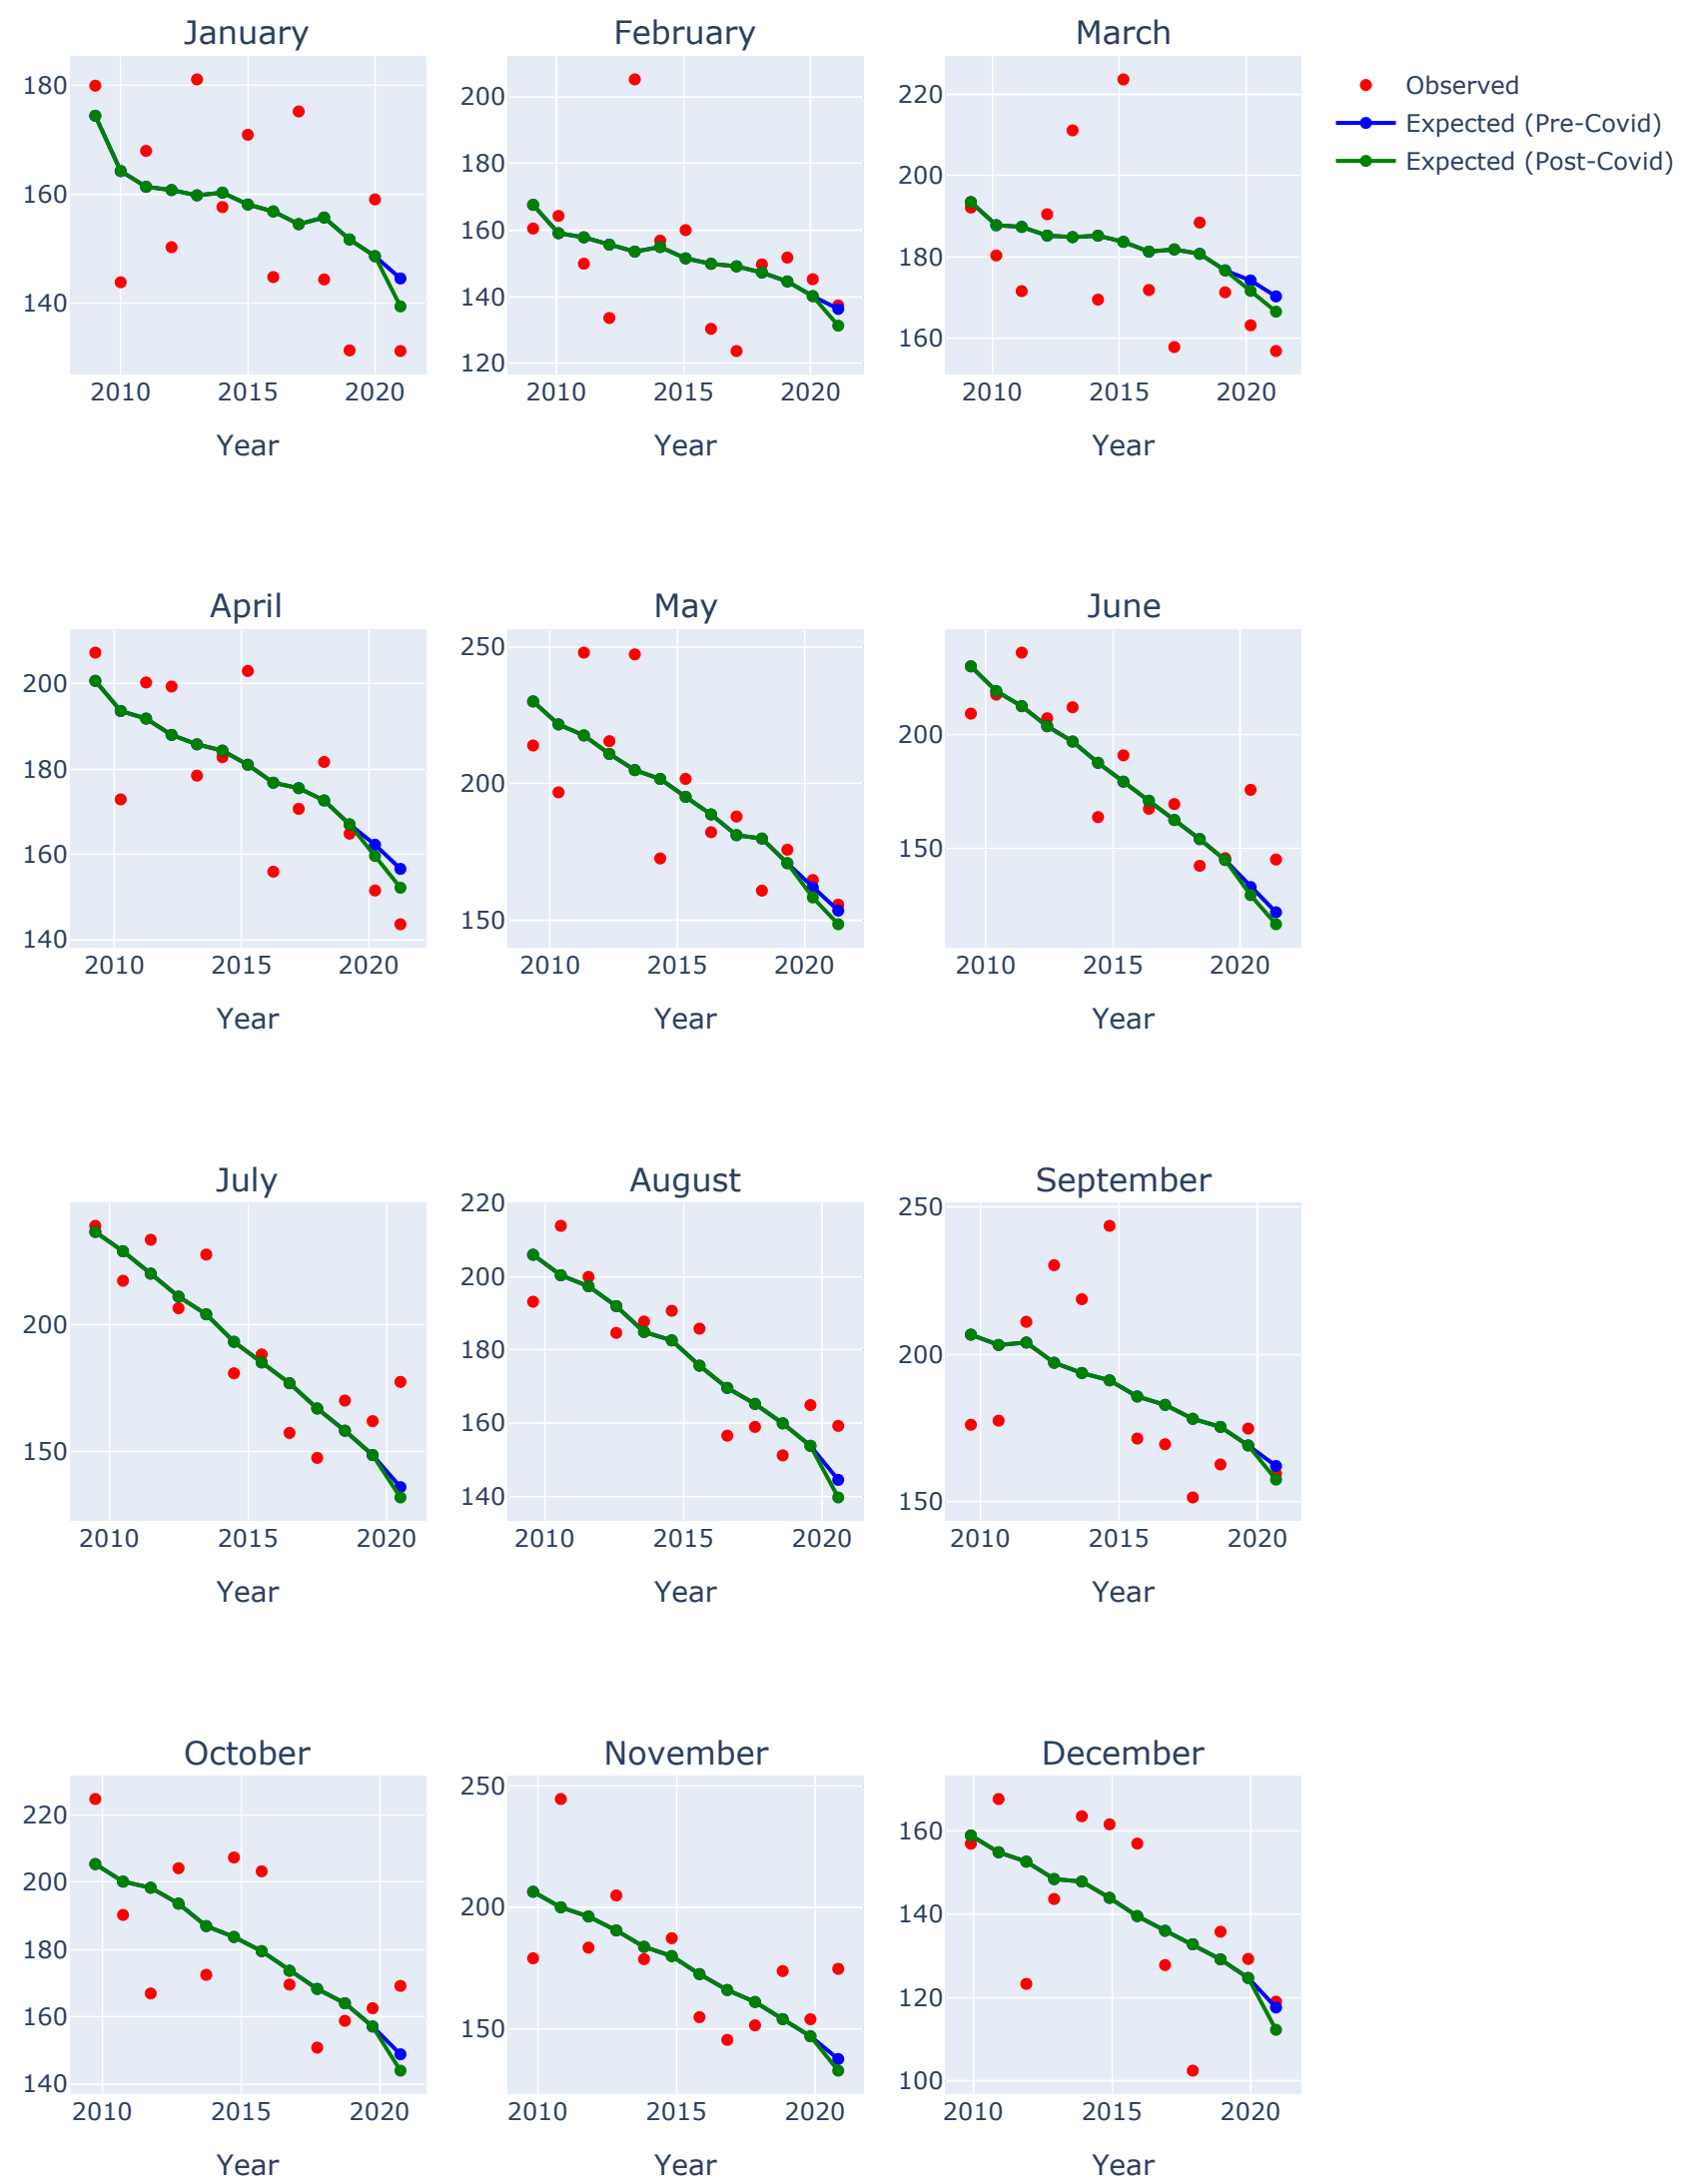 January
February
March
180
160
140
2010
2015
2020
Year
200
180
160
140
120
2010
2015
2020
Year
220
200
180
160
2010
2015
2020
Year
Observed
Expected (Pre-Covid)
Expected (Post-Covid)
April
May
June
200
180
160
140
2010
2015
2020
Year
250
200
150
2010
2015
2020
Year
200
150
2010
2015
2020
Year
July
August
September
200
150
2010
2015
2020
Year
220
200
180
160
140
2010
2015
2020
Year
250
200
150
2010
2015
2020
Year
October
November
December
220
200
180
160
140
2010
2015
2020
Year
250
200
150
2010
2015
2020
Year
160
140
120
100
2010
2015
2020
Year